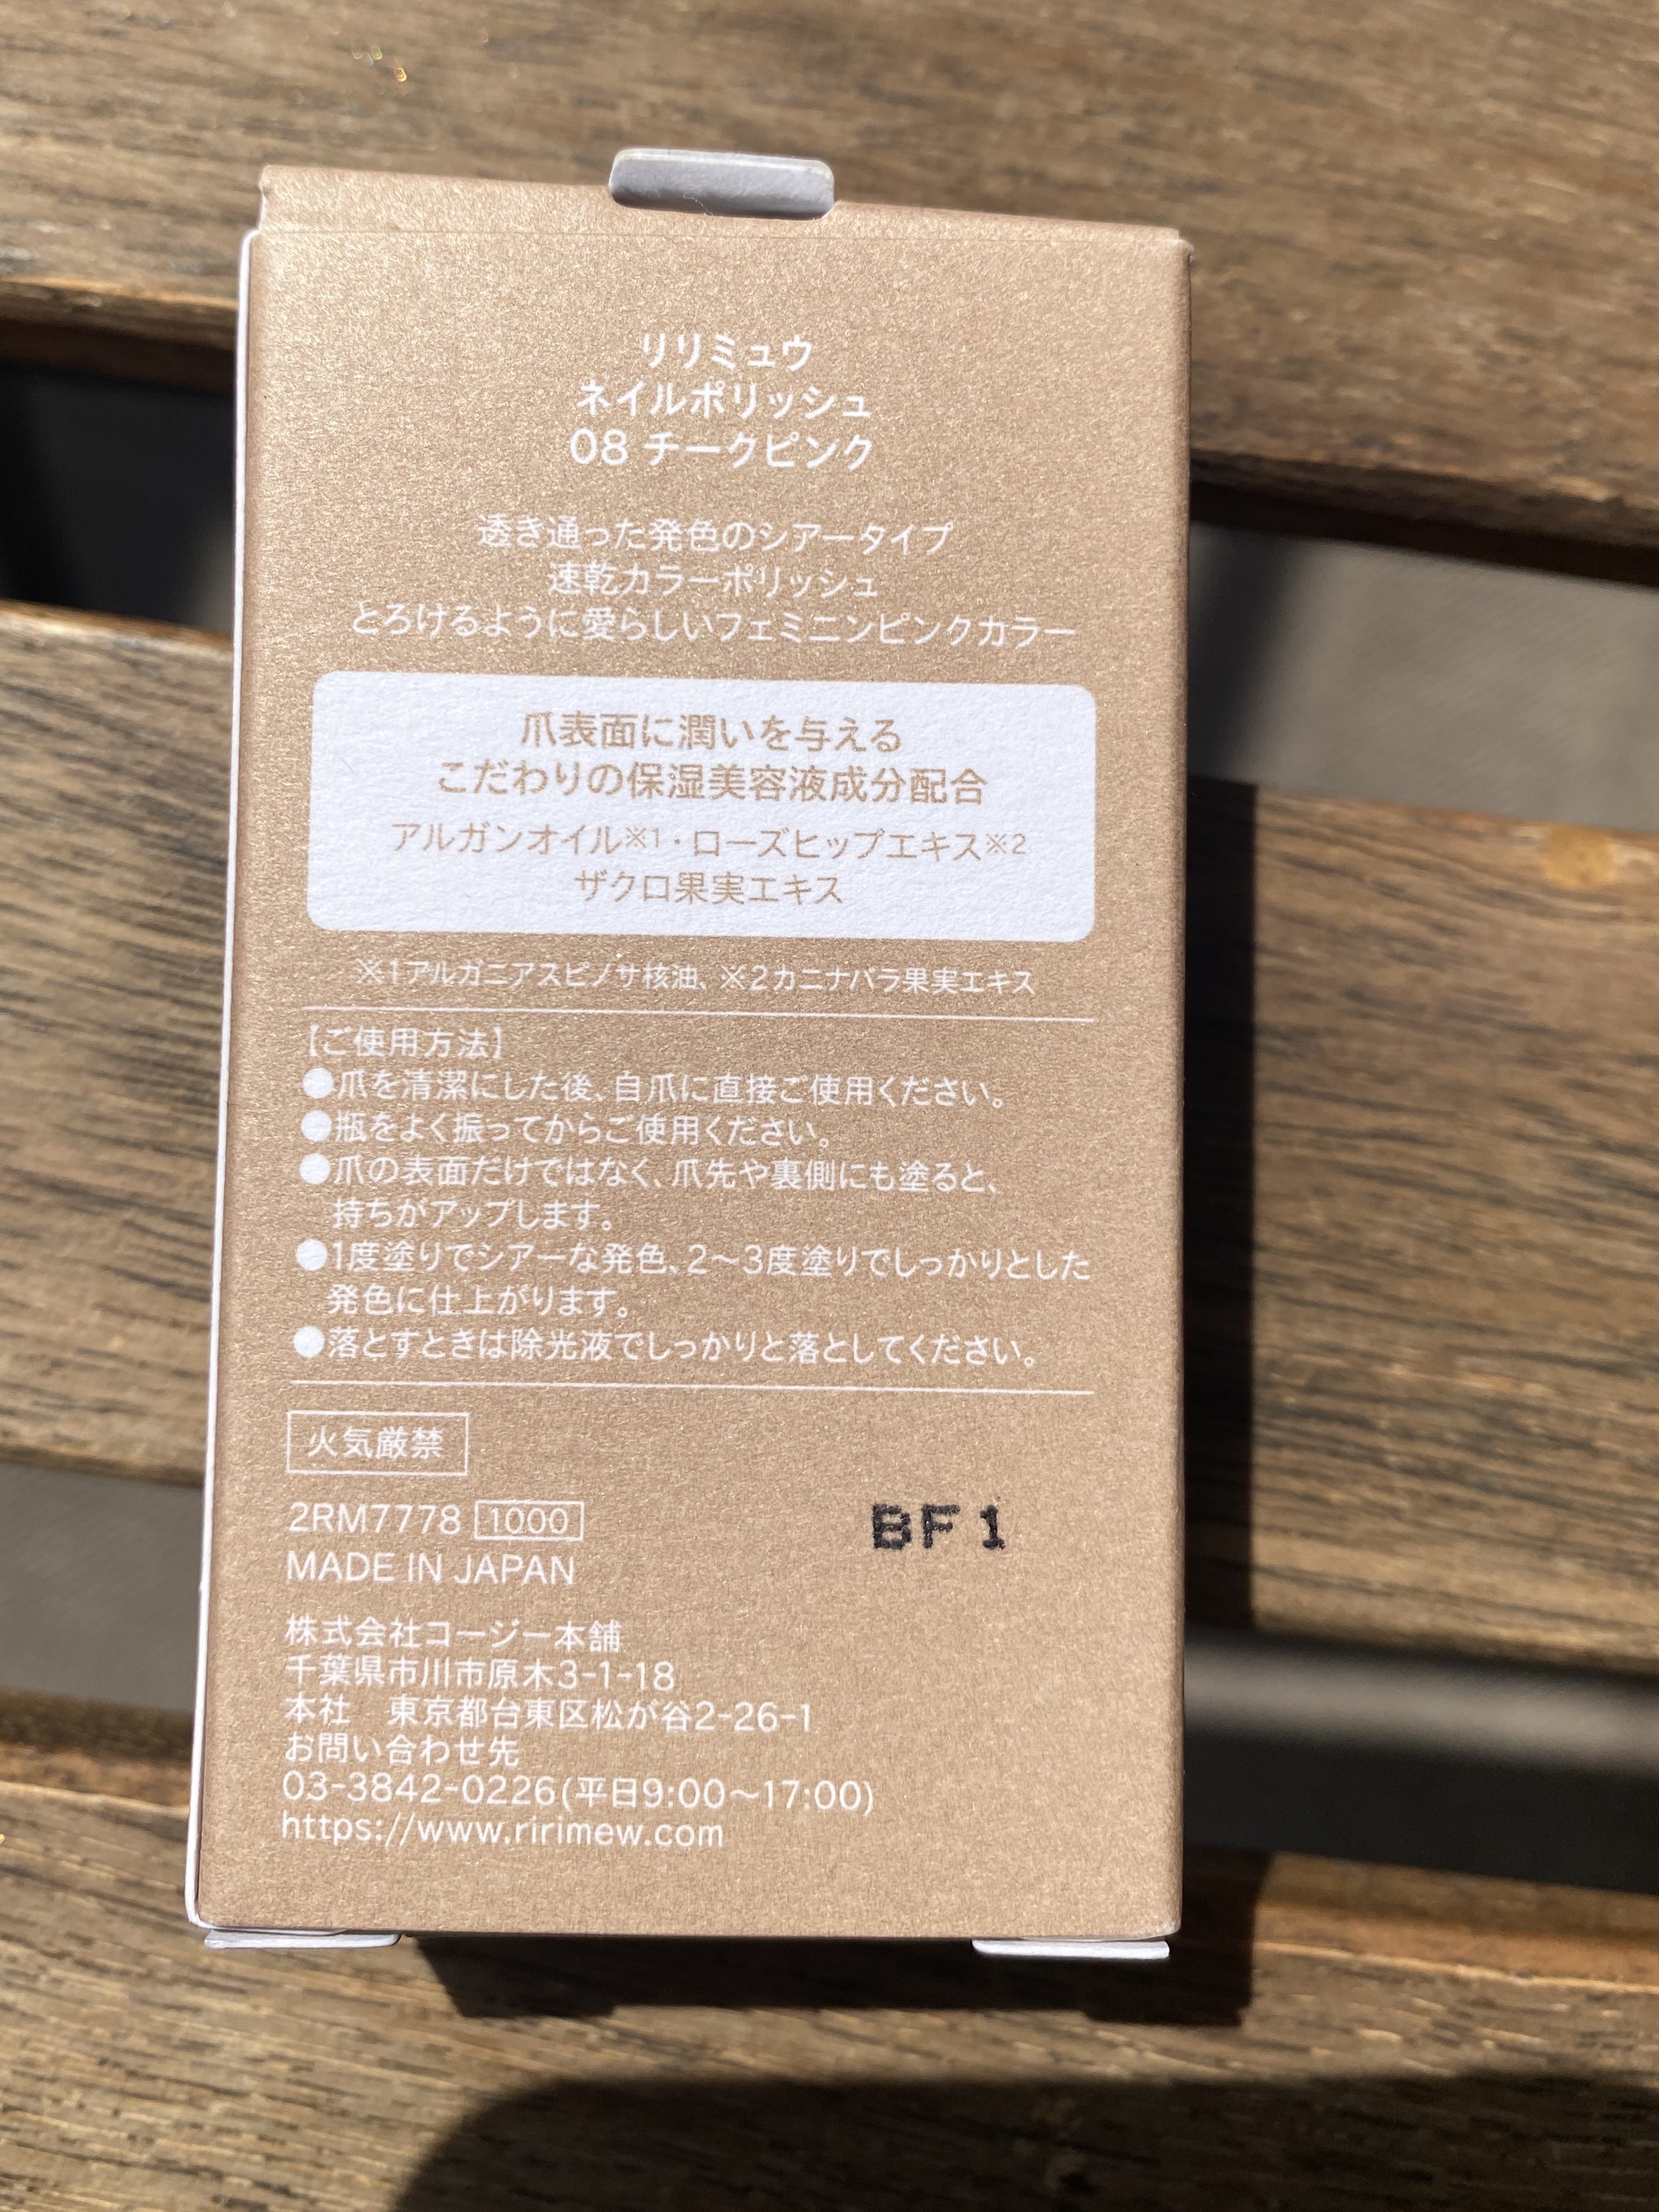 リリミュウ
ネイルポリッシュ
08 チークピンク
透き通った発色のシアータイプ
速乾カラーポリッシュ
とろけるように愛らしいフェミニンピンクカラー
爪表面に潤いを与える
こだわりの保湿美容液成分配合
アルガンオイル※1・ローズヒップエキス※2
ザクロ果実エキス
※1アルガニアスピノサ核油、※2カニナバラ果実エキス
【ご使用方法】
●爪を清潔にした後、自爪に直接ご使用ください。
●瓶をよく振ってからご使用ください。
●爪の表面だけではなく、爪先や裏側にも塗ると、
持ちがアップします。
●1度塗りでシアーな発色、2～3度塗りでしっかりとした
発色に仕上がります。
●落とすときは除光液でしっかりと落としてください。
火気厳禁
2RM7778 1000
BF1
MADE IN JAPAN
株式会社コージー本舗
千葉県市川市原木3-1-18
本社　東京都台東区松が谷2-26-1
お問い合わせ先
03-3842-0226(平日9:00～17:00)
https://www.ririmew.com